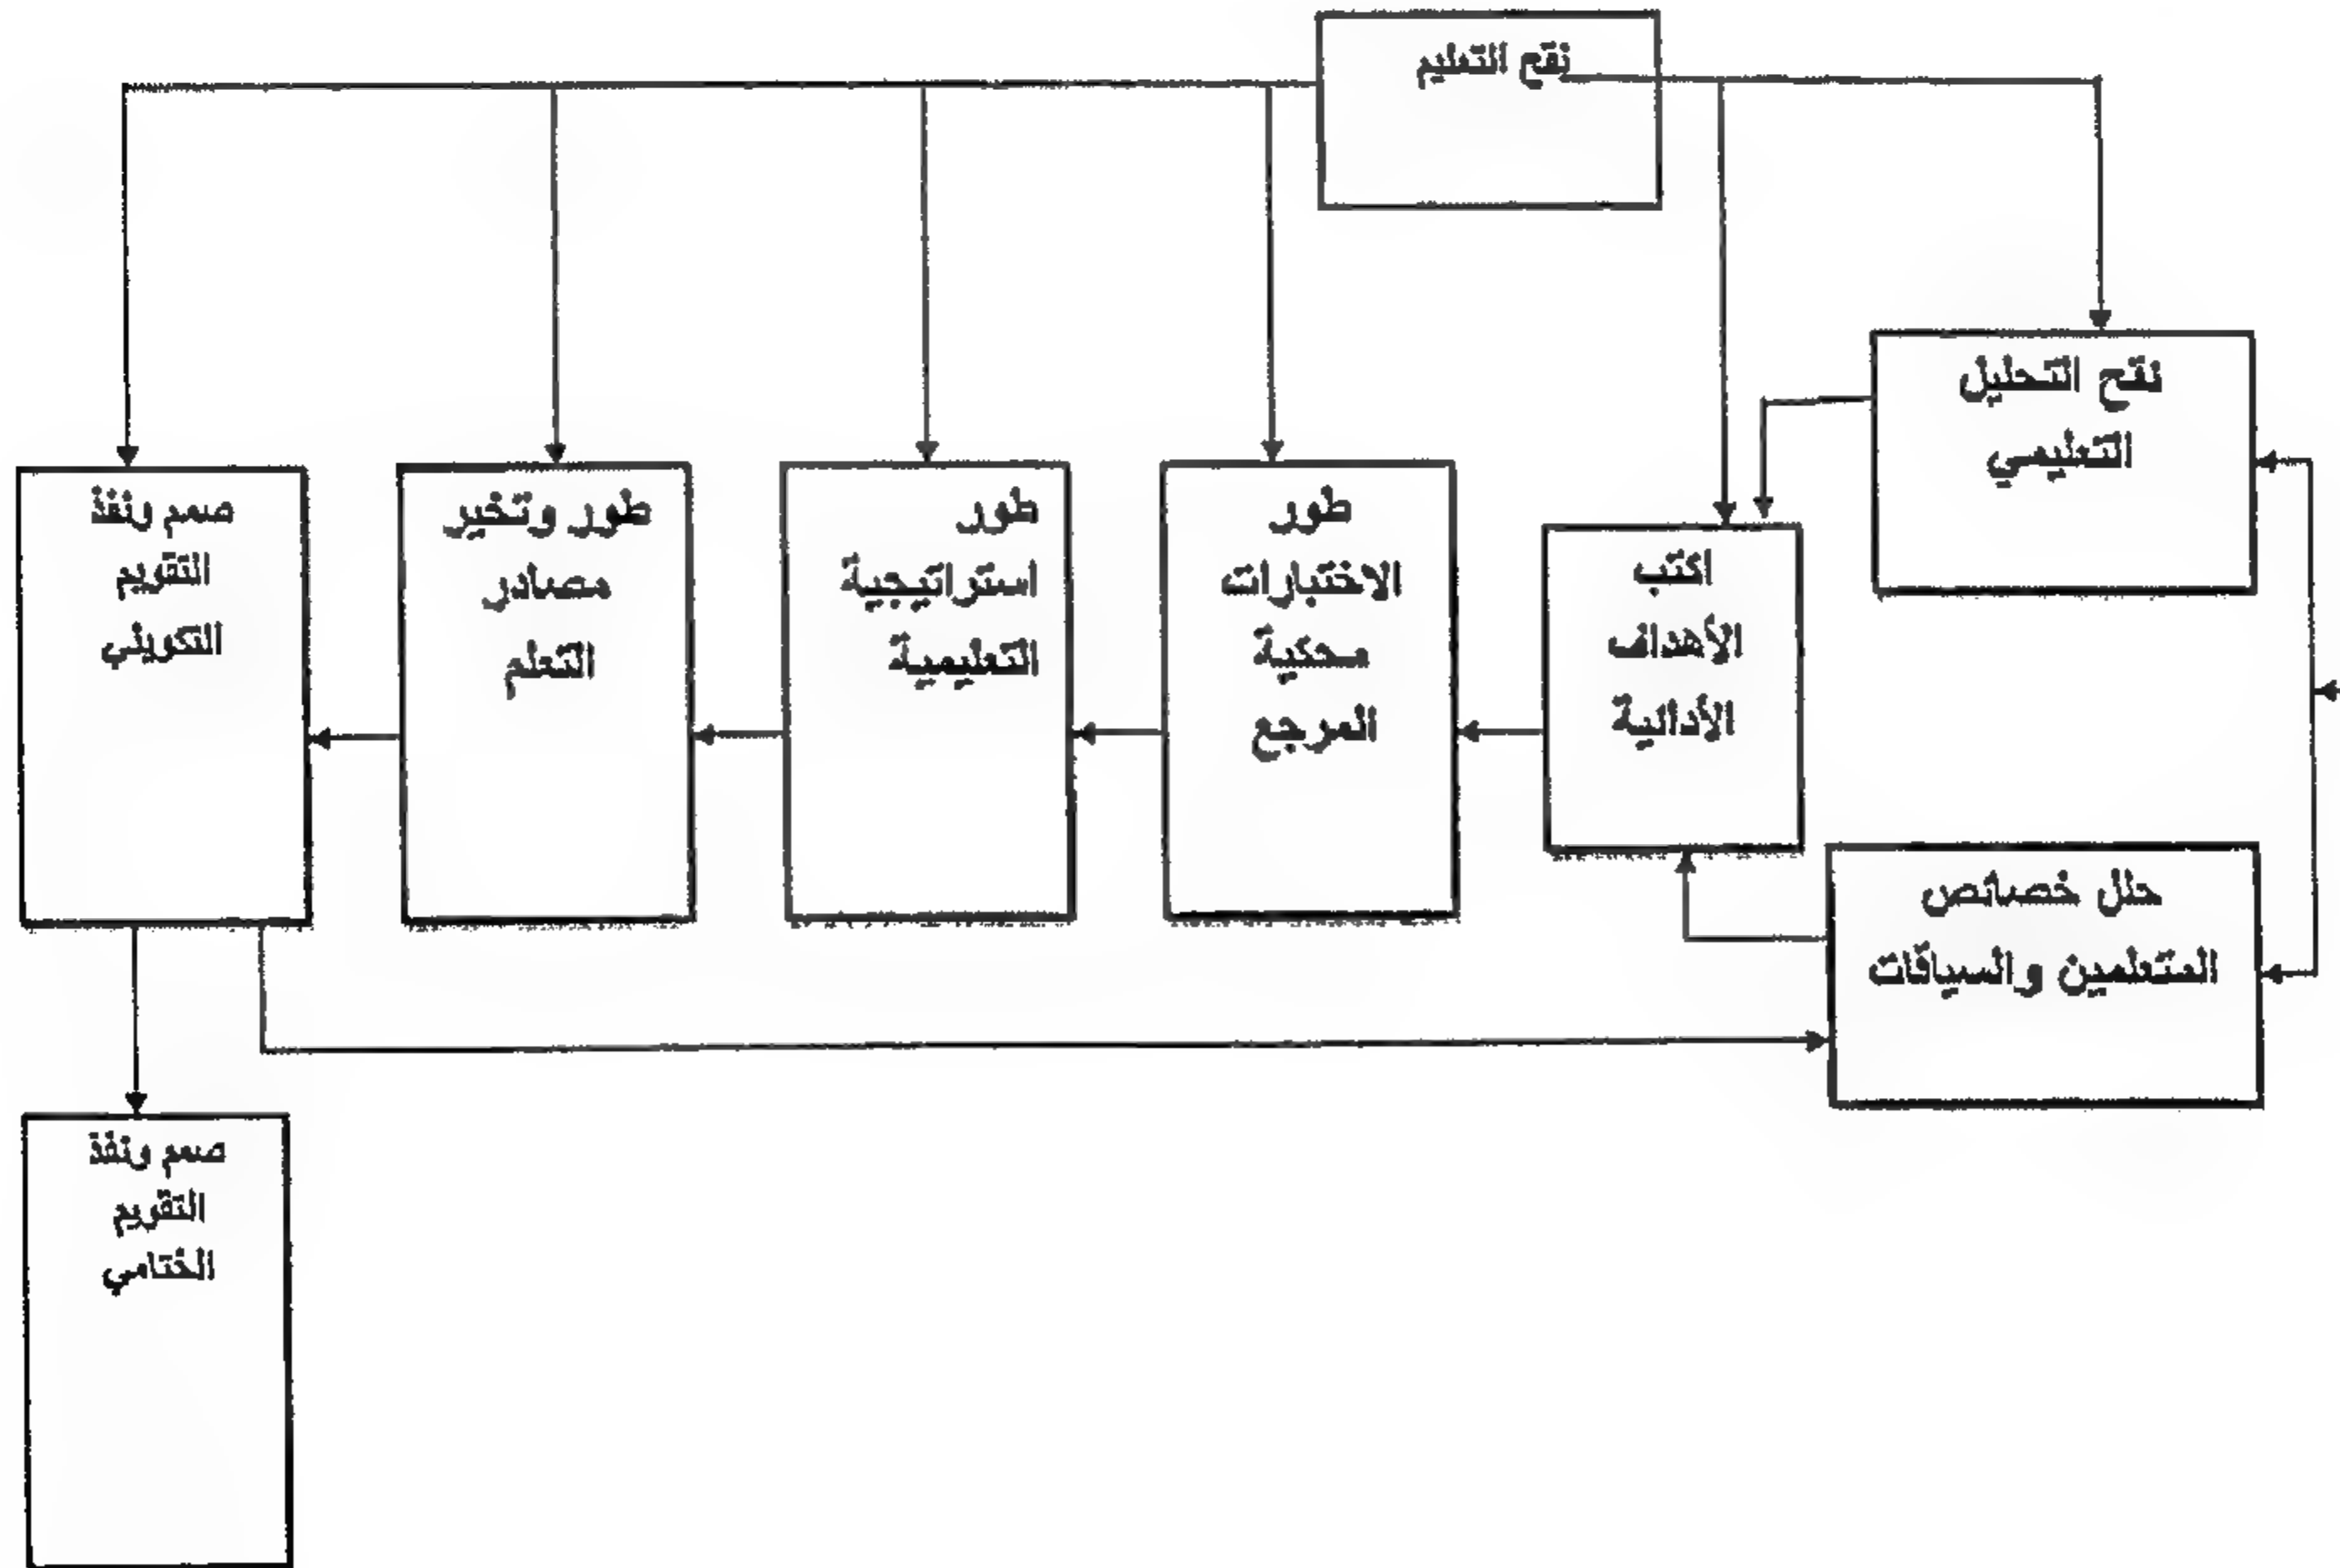 نقح التعليم
نقح التحليل
التعليمي
اكتب
الأهداف
الأدائية
حلل خصائص
المتعلمين والسياقات
طور
الاختبارات
محكية
المرجع
طور
استراتيجية
التعليمية
طور وتخير
مصادر
التعلم
صمم ونفذ
التقويم
التكويني
صمم ونفذ
التقويم
الختامي